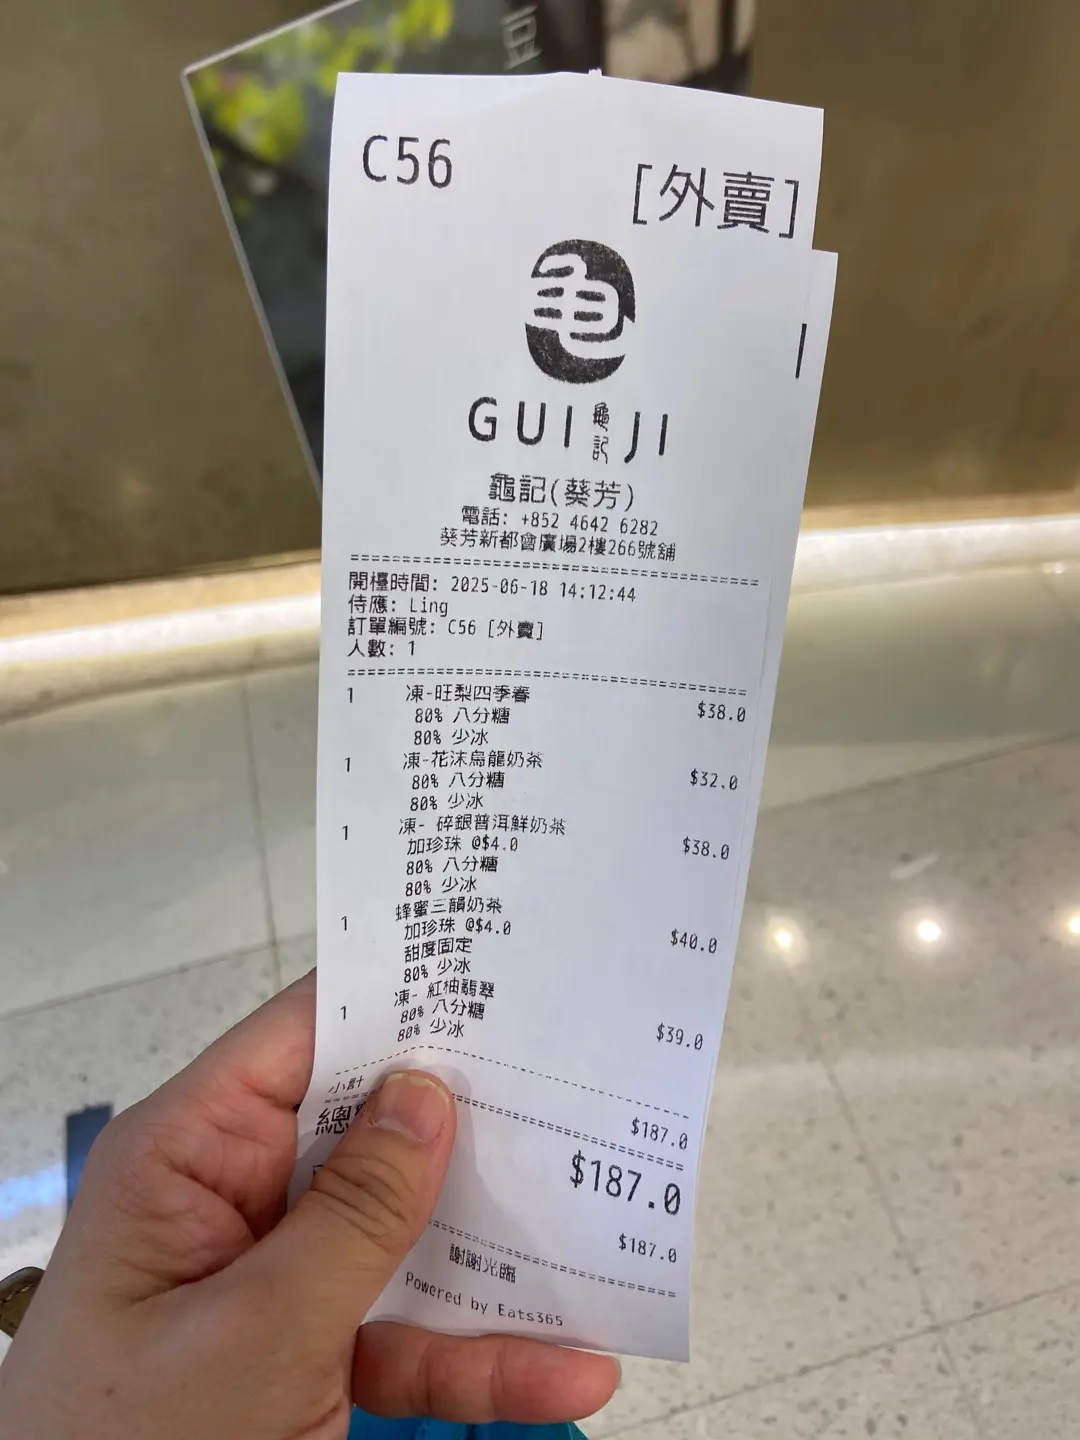 豆
C56
[外賣]
龜
GUI 龜記 JI
龜記(葵芳)
電話: +852 4642 6282
葵芳新都會廣場2樓266號舖
開檯時間: 2025-06-18 14:12:44
侍應: Ling
訂單編號: C56 [外賣]
人數: 1
1 凍-旺梨四季春 $38.0
80% 八分糖
80% 少冰
1 凍-花沫烏龍奶茶 $32.0
80% 八分糖
80% 少冰
1 凍- 碎銀普洱鮮奶茶 $38.0
加珍珠 @$4.0
80% 八分糖
80% 少冰
1 蜂蜜三韻奶茶 $40.0
加珍珠 @$4.0
甜度固定
80% 少冰
1 凍- 紅柚翡翠 $39.0
80% 八分糖
80% 少冰
小計 $187.0
總 $187.0
$187.0
謝謝光臨
Powered by Eats365